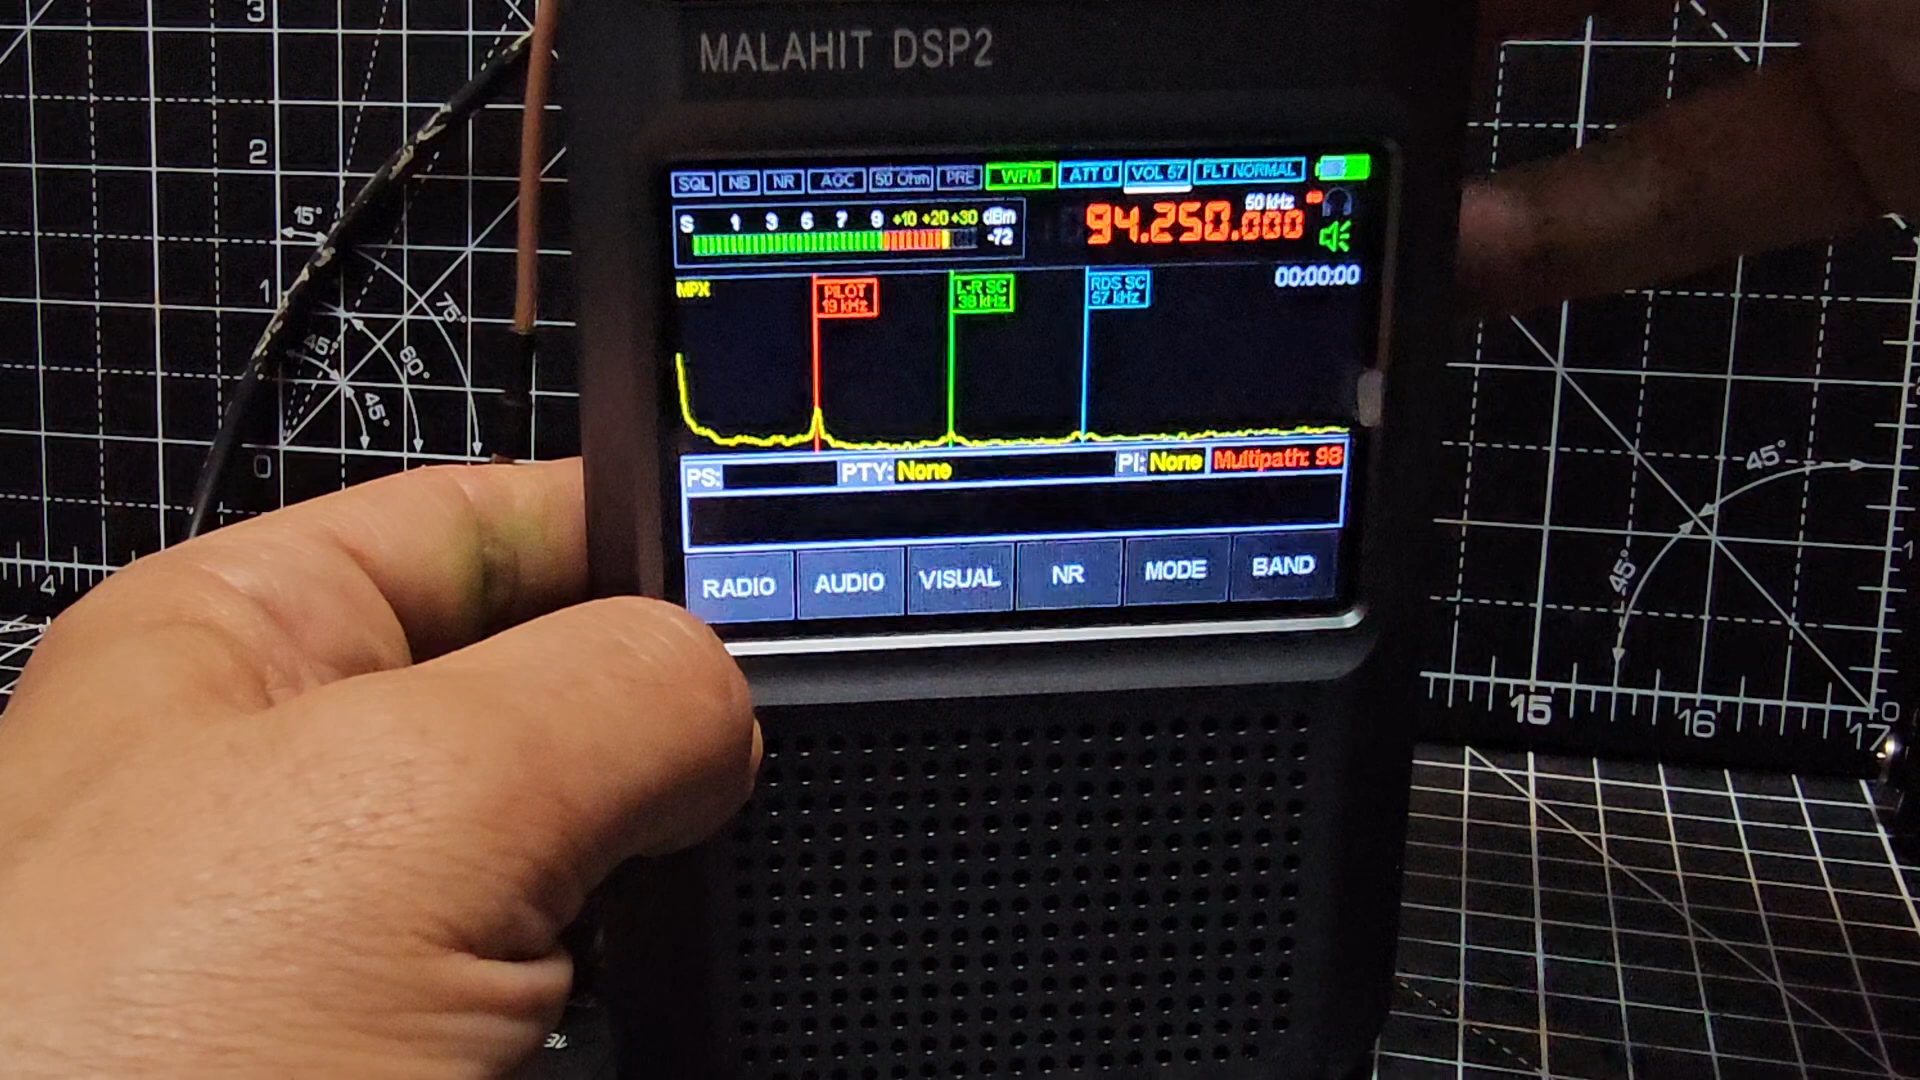 MALAHIT DSP2
SQL NB NR AGC 50 Ohm PRE WFM ATT 0 VOL 57 FLT NORMAL
S 1 3 5 7 9 +10 +20 +30 dBm
-72
50 kHz
94.250.000
00:00:00
MPX
PILOT
19 kHz
L-R SC
38 kHz
RDS SC
57 kHz
PS: PTY: None PI: None Multipath: 98
RADIO AUDIO VISUAL NR MODE BAND
3
2
1
0
4
15°
75°
60°
45°
45°
45°
45°
1
0
15 16 17